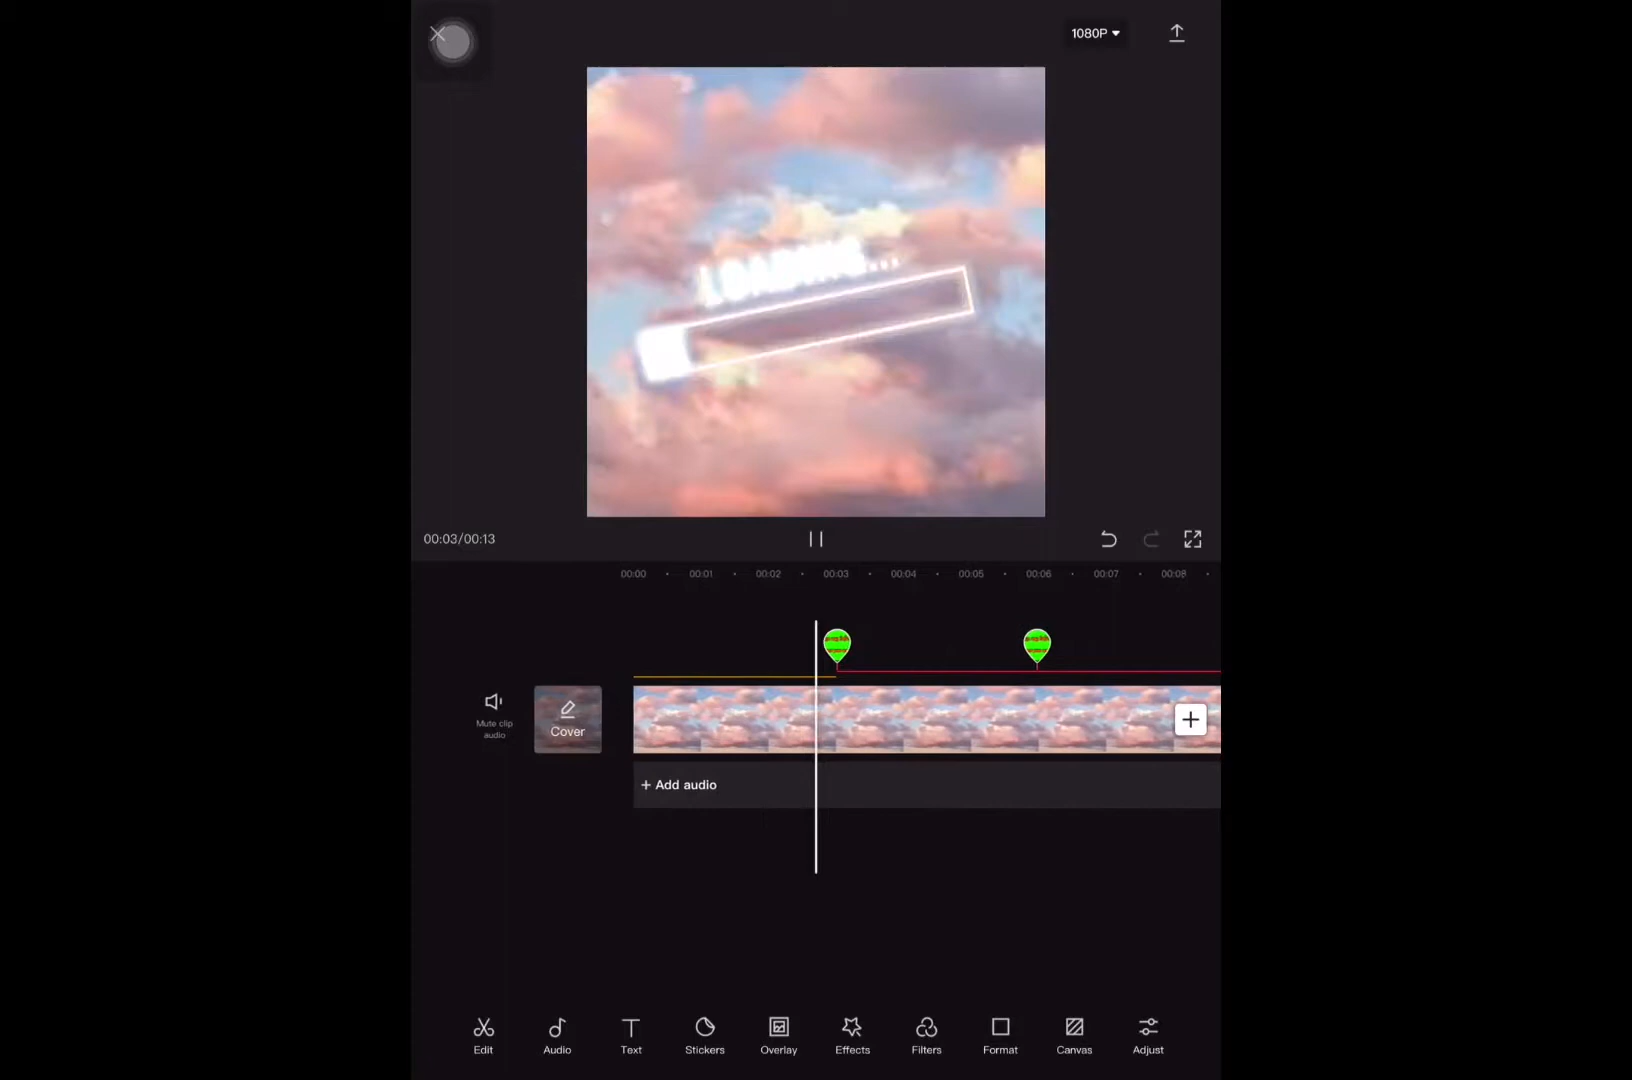 1080P
LOADING...
00:03/00:13
00:00 00:01 00:02 00:03 00:04 00:05 00:06 00:07 00:08
Mute clip
audio
Cover
+ Add audio
Edit Audio Text Stickers Overlay Effects Filters Format Canvas Adjust